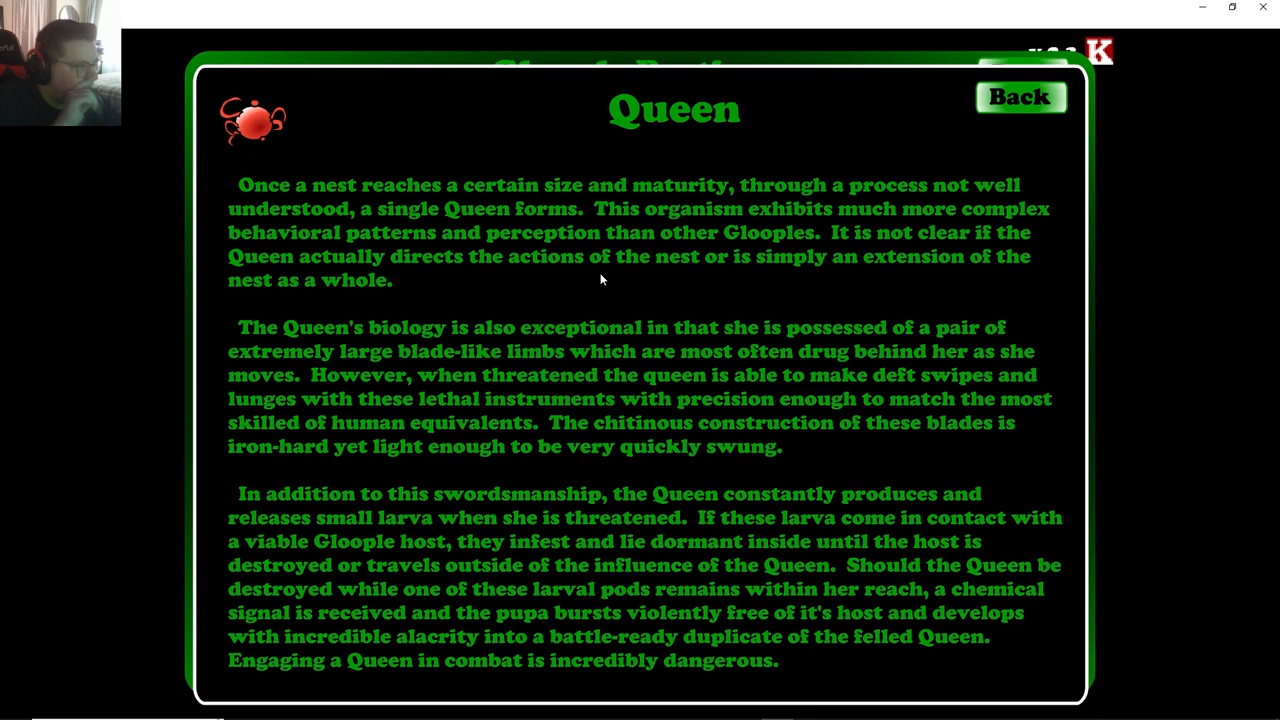 K
Queen
Back
Once a nest reaches a certain size and maturity, through a process not well
understood, a single Queen forms.  This organism exhibits much more complex
behavioral patterns and perception than other Glooples.  It is not clear if the
Queen actually directs the actions of the nest or is simply an extension of the
nest as a whole.
The Queen's biology is also exceptional in that she is possessed of a pair of
extremely large blade-like limbs which are most often drug behind her as she
moves.  However, when threatened the queen is able to make deft swipes and
lunges with these lethal instruments with precision enough to match the most
skilled of human equivalents.  The chitinous construction of these blades is
iron-hard yet light enough to be very quickly swung.
In addition to this swordsmanship, the Queen constantly produces and
releases small larva when she is threatened.  If these larva come in contact with
a viable Gloople host, they infest and lie dormant inside until the host is
destroyed or travels outside of the influence of the Queen.  Should the Queen be
destroyed while one of these larval pods remains within her reach, a chemical
signal is received and the pupa bursts violently free of it's host and develops
with incredible alacrity into a battle-ready duplicate of the felled Queen.
Engaging a Queen in combat is incredibly dangerous.